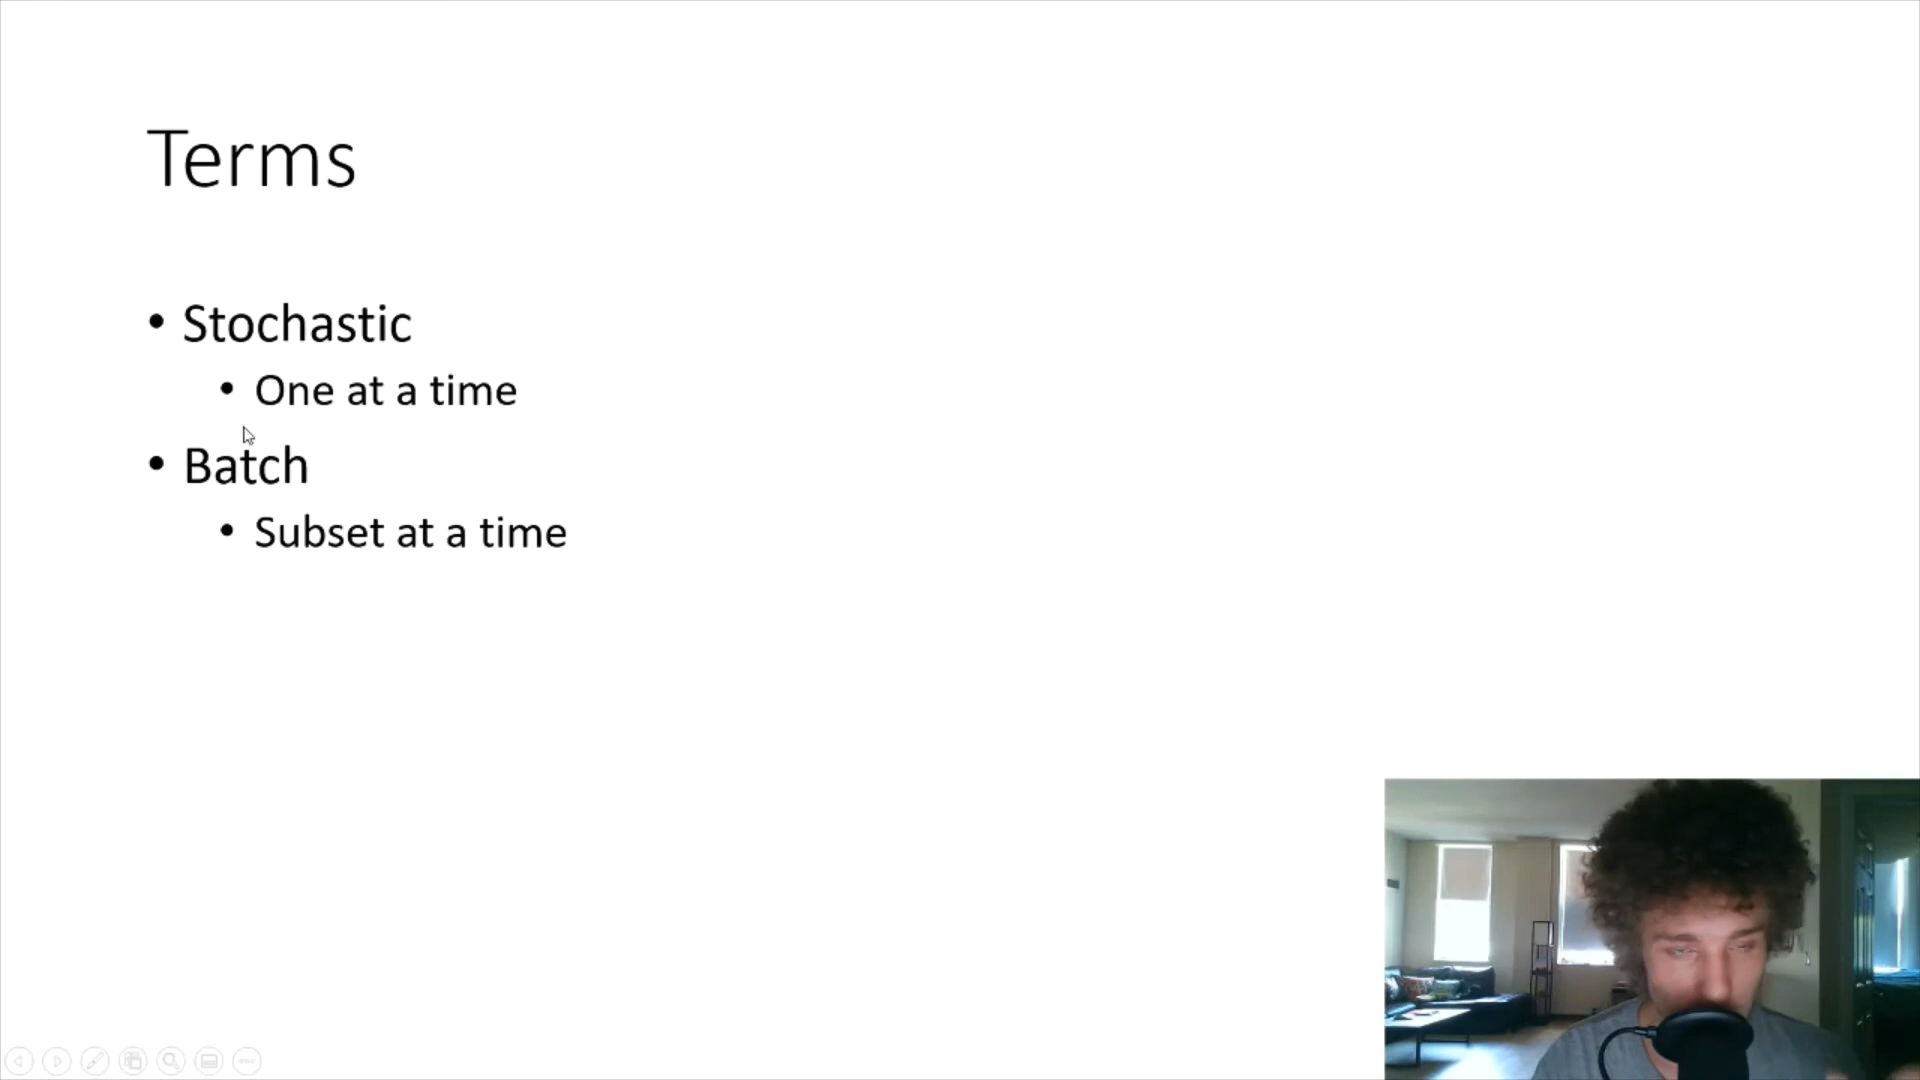 Terms
• Stochastic
• One at a time
• Batch
• Subset at a time